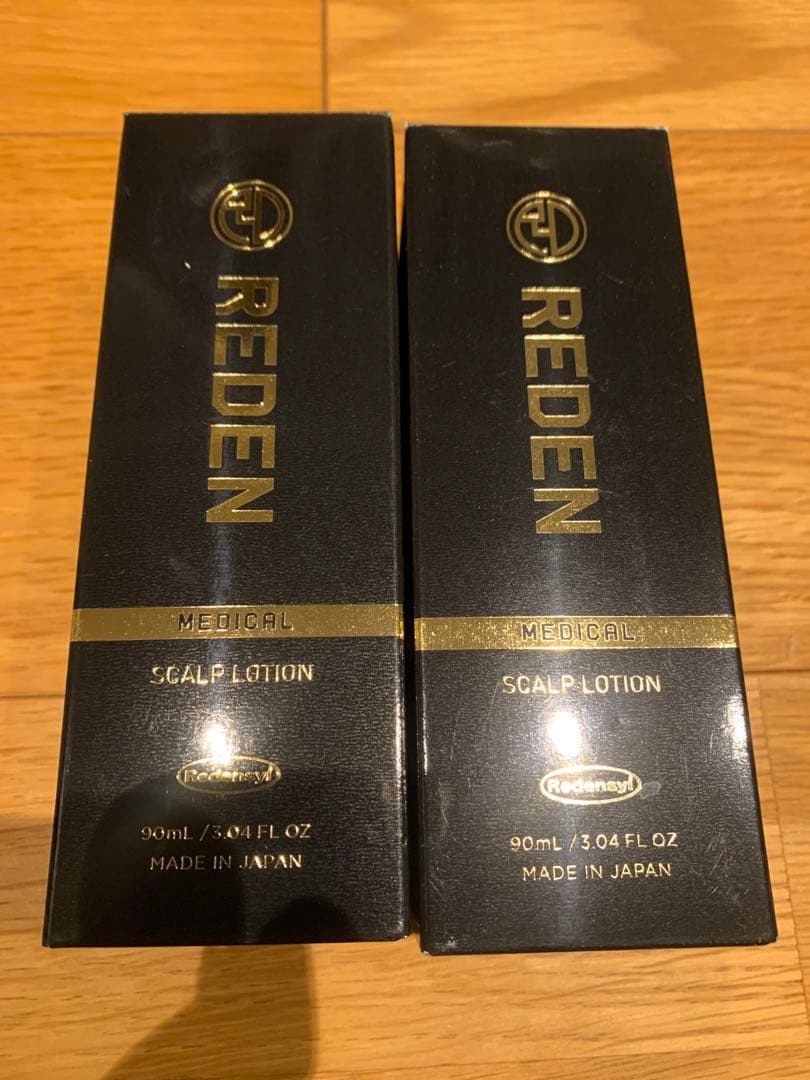 REDEN
MEDICAL
SCALP LOTION
Redensyl
90mL / 3.04 FL OZ
MADE IN JAPAN
REDEN
MEDICAL
SCALP LOTION
Redensyl
90mL / 3.04 FL OZ
MADE IN JAPAN